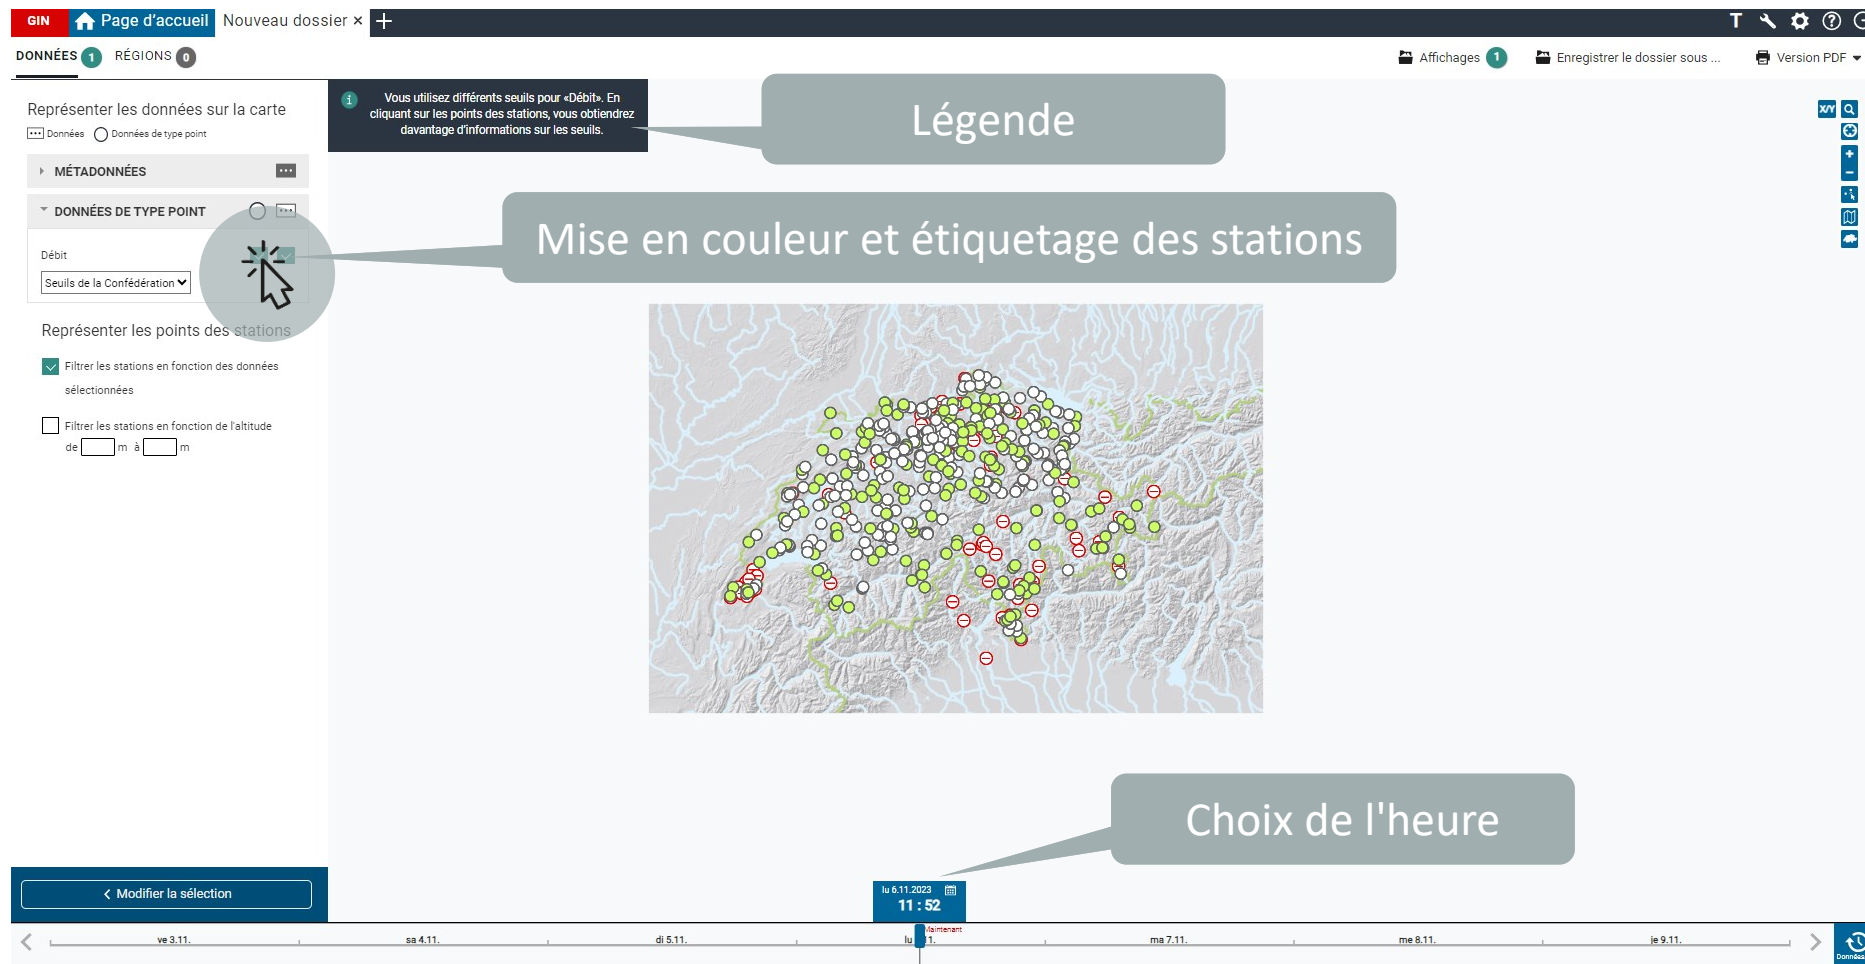 GIN Page d’accueil Nouveau dossier × +
T
DONNÉES 1 RÉGIONS 0
Affichages 1 Enregistrer le dossier sous ... Version PDF
Représenter les données sur la carte
Données Données de type point
MÉTADONNÉES
DONNÉES DE TYPE POINT
Débit
Seuils de la Confédération
Représenter les points des stations
Filtrer les stations en fonction des données
sélectionnées
Filtrer les stations en fonction de l'altitude
de m à m
Vous utilisez différents seuils pour «Débit». En
cliquant sur les points des stations, vous obtiendrez
davantage d'informations sur les seuils.
Légende
X/Y
Mise en couleur et étiquetage des stations
Choix de l'heure
Modifier la sélection
lu 6.11.2023
11 : 52
Maintenant
ve 3.11. sa 4.11. di 5.11. lu 11. ma 7.11. me 8.11. je 9.11.
Données